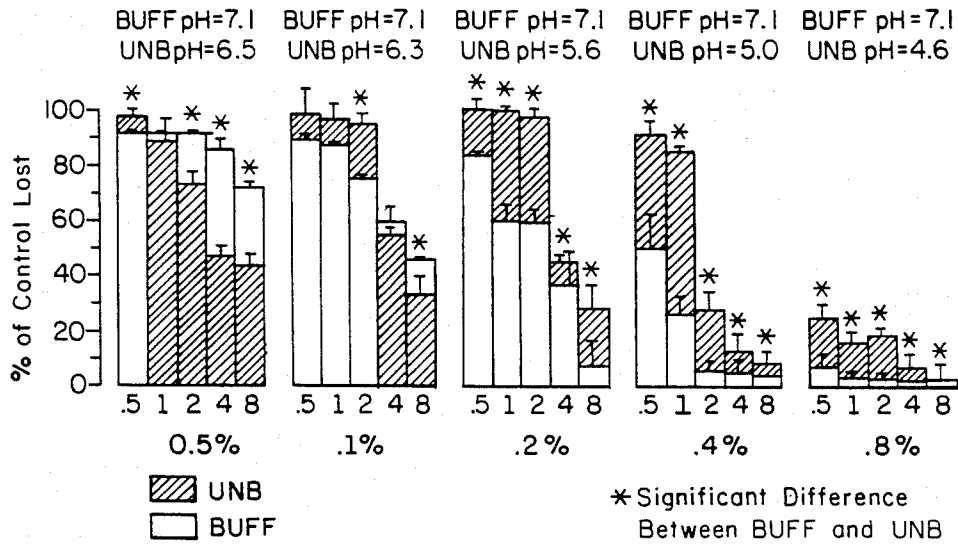 BUFF pH=7.1 BUFF pH=7.1 BUFF pH=7.1 BUFF pH=7.1 BUFF pH=7.1
UNB pH=6.5 UNB pH=6.3 UNB pH=5.6 UNB pH=5.0 UNB pH=4.6
% of Control Lost
100
80
60
40
20
0
.5 1 2 4 8 .5 1 2 4 8 .5 1 2 4 8 .5 1 2 4 8 .5 1 2 4 8
0.5% .1% .2% .4% .8%
UNB
BUFF
* Significant Difference
Between BUFF and UNB